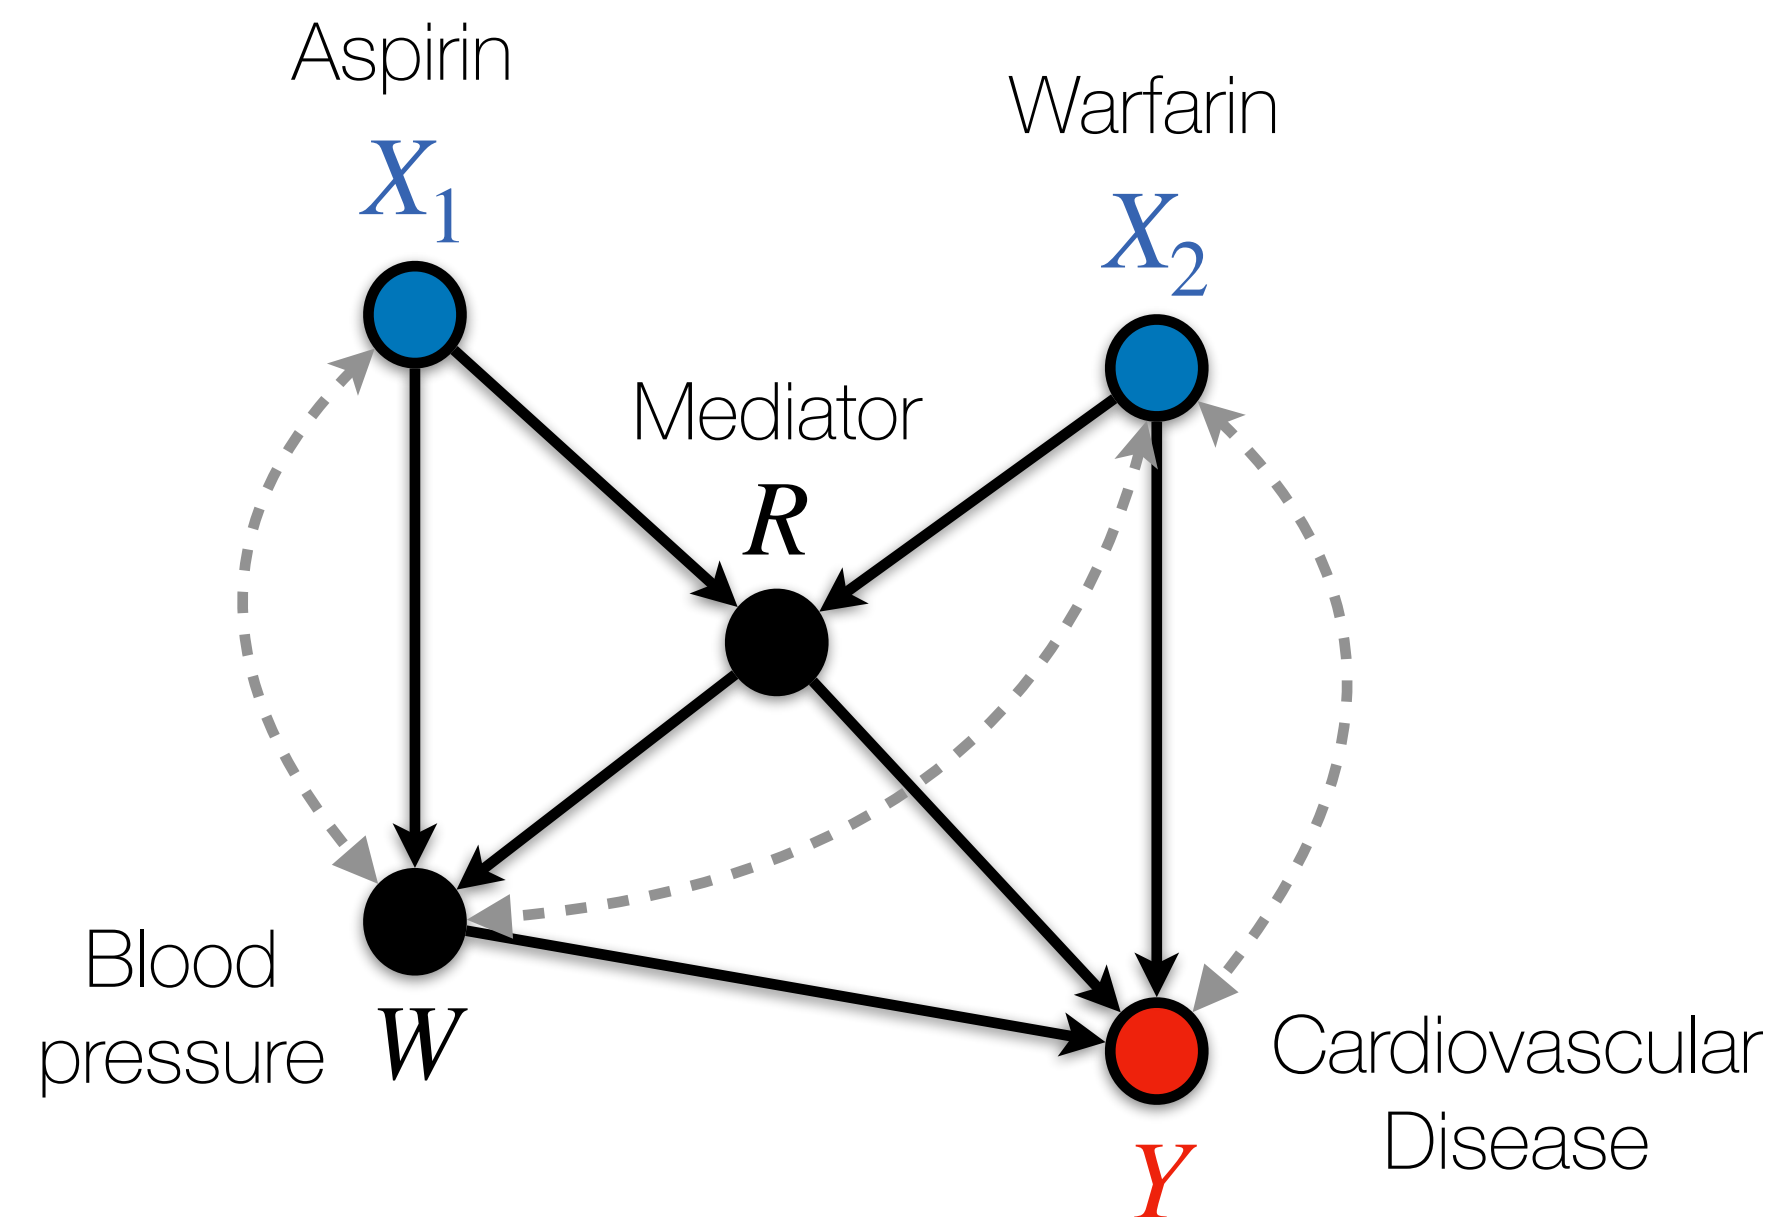 Aspirin
X₁
Warfarin
X₂
Mediator
R
Blood
pressure
W
Cardiovascular
Disease
Y